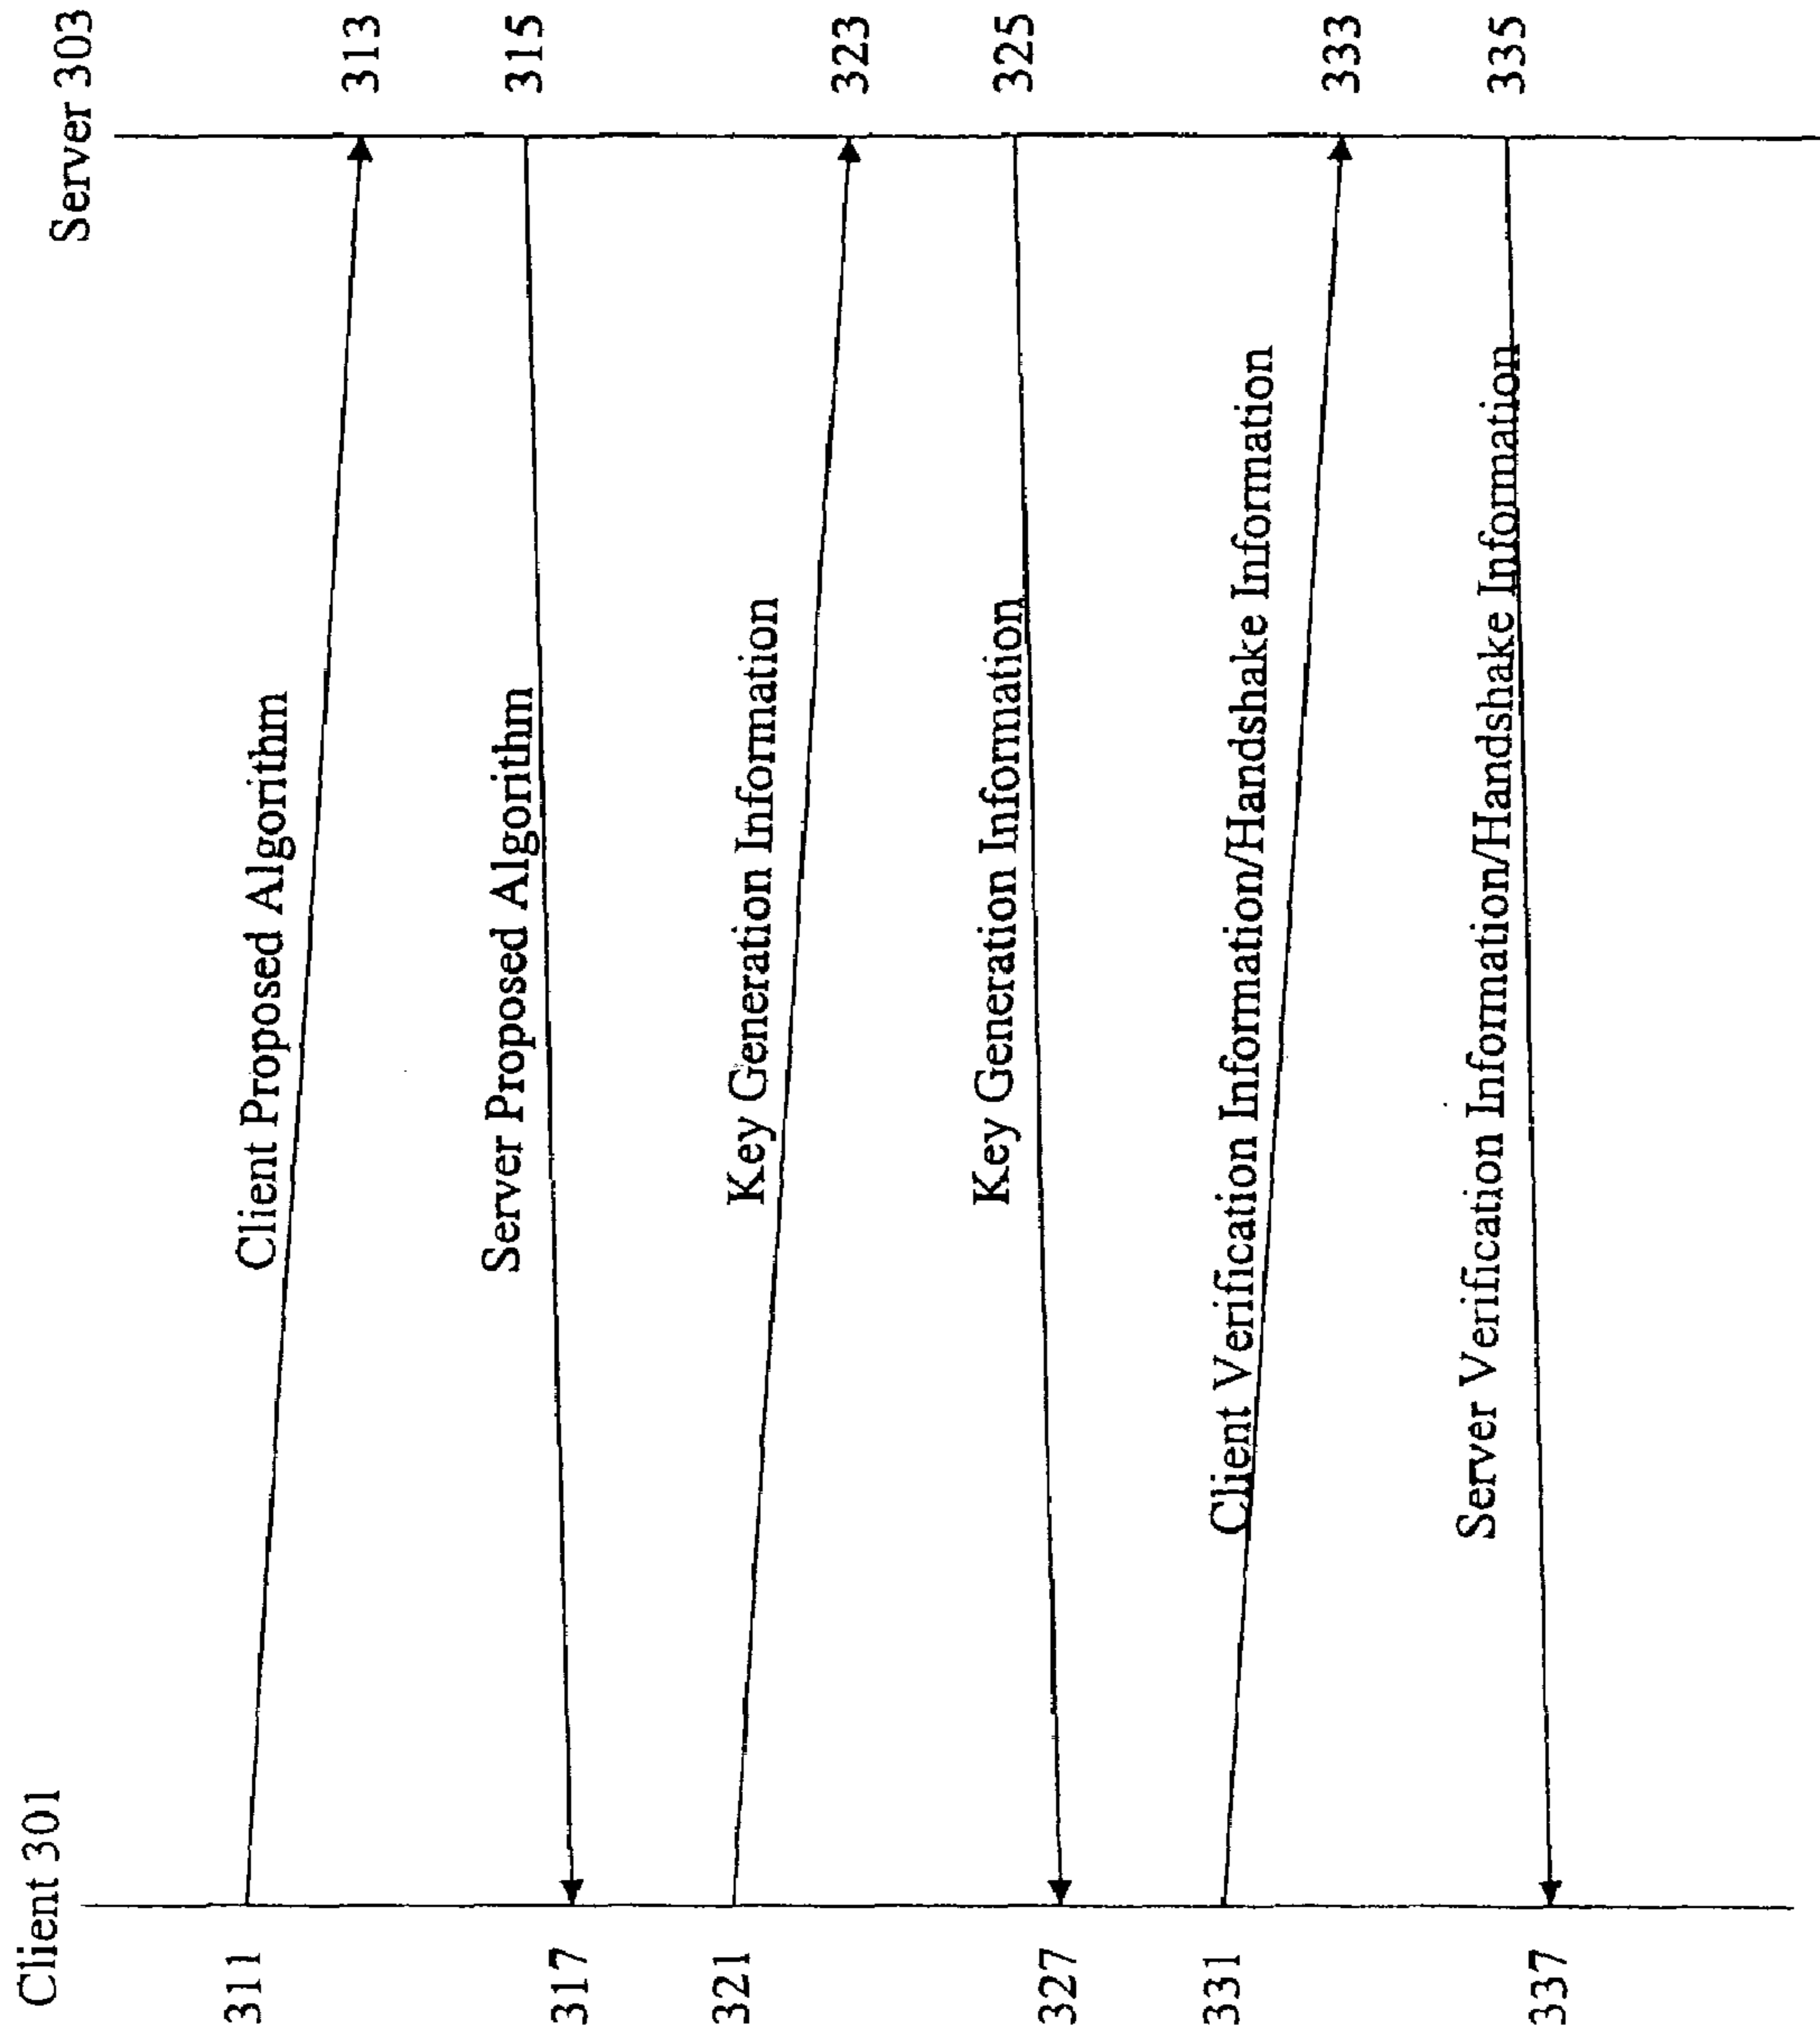 Client 301
Server 303
311
Client Proposed Algorithm
313
315
Server Proposed Algorithm
317
321
Key Generation Information
323
325
Key Generation Information
327
331
Client Verification Information/Handshake Information
333
335
Server Verification Information/Handshake Information
337